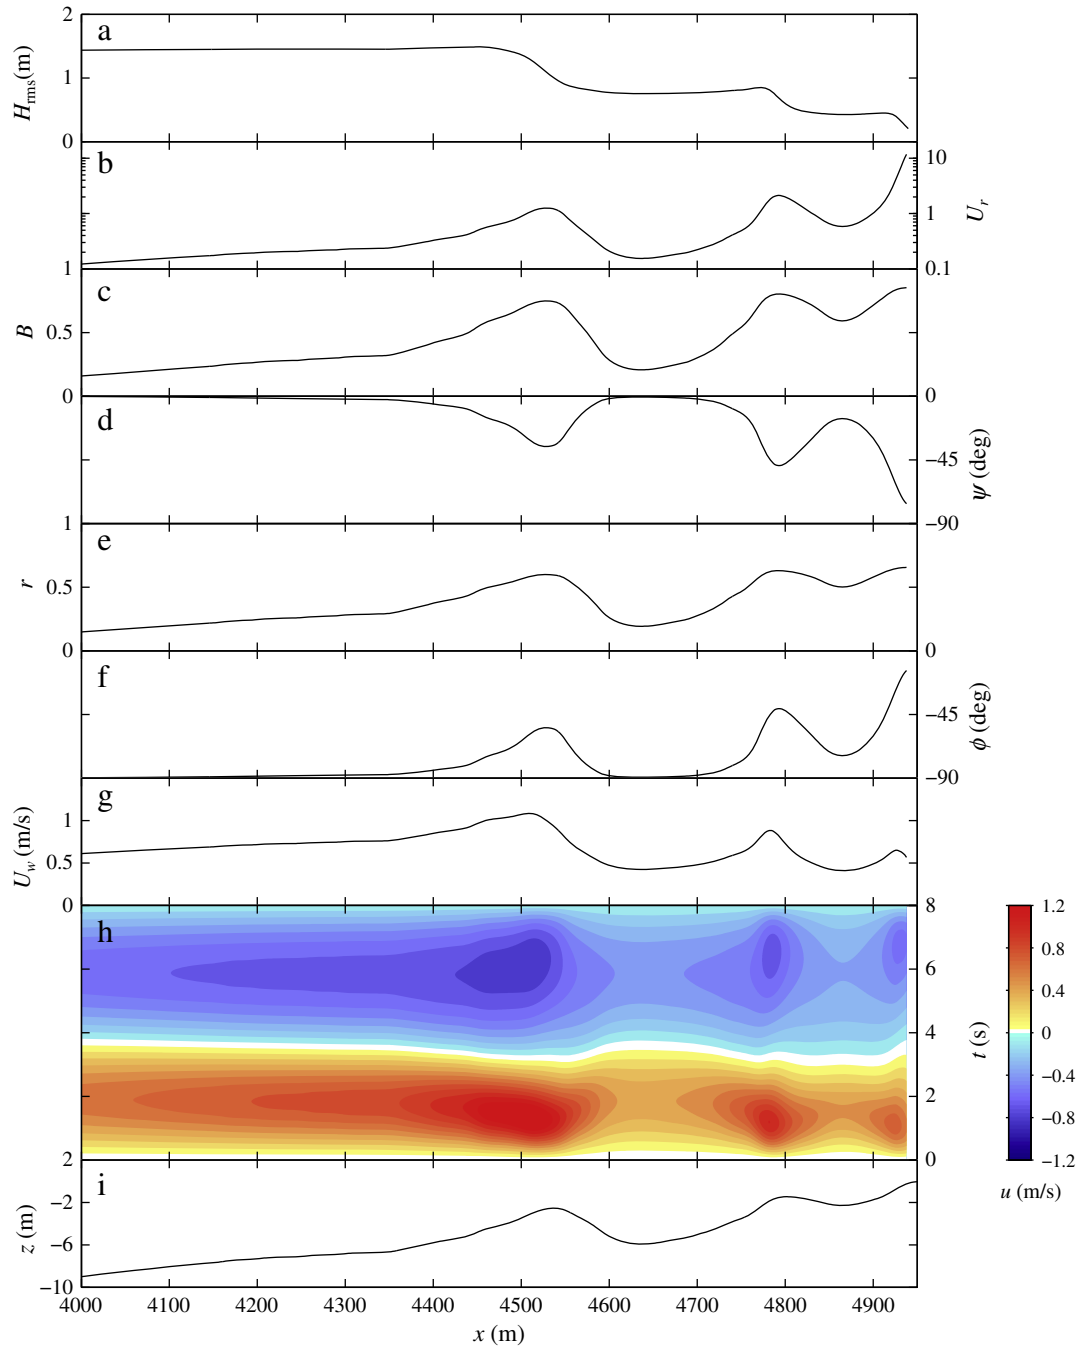 2
a
H_rms(m)
1
0
b
10
1
U_r
0.1
1
c
B
0.5
0
0
d
−45
ψ (deg)
−90
1
e
r
0.5
0
0
f
−45
ϕ (deg)
−90
g
1
U_w (m/s)
0.5
0
8
h
6
4
t (s)
2
0
1.2
0.8
0.4
0
−0.4
−0.8
−1.2
u (m/s)
2
i
−2
z (m)
−6
−10
4000 4100 4200 4300 4400 4500 4600 4700 4800 4900
x (m)